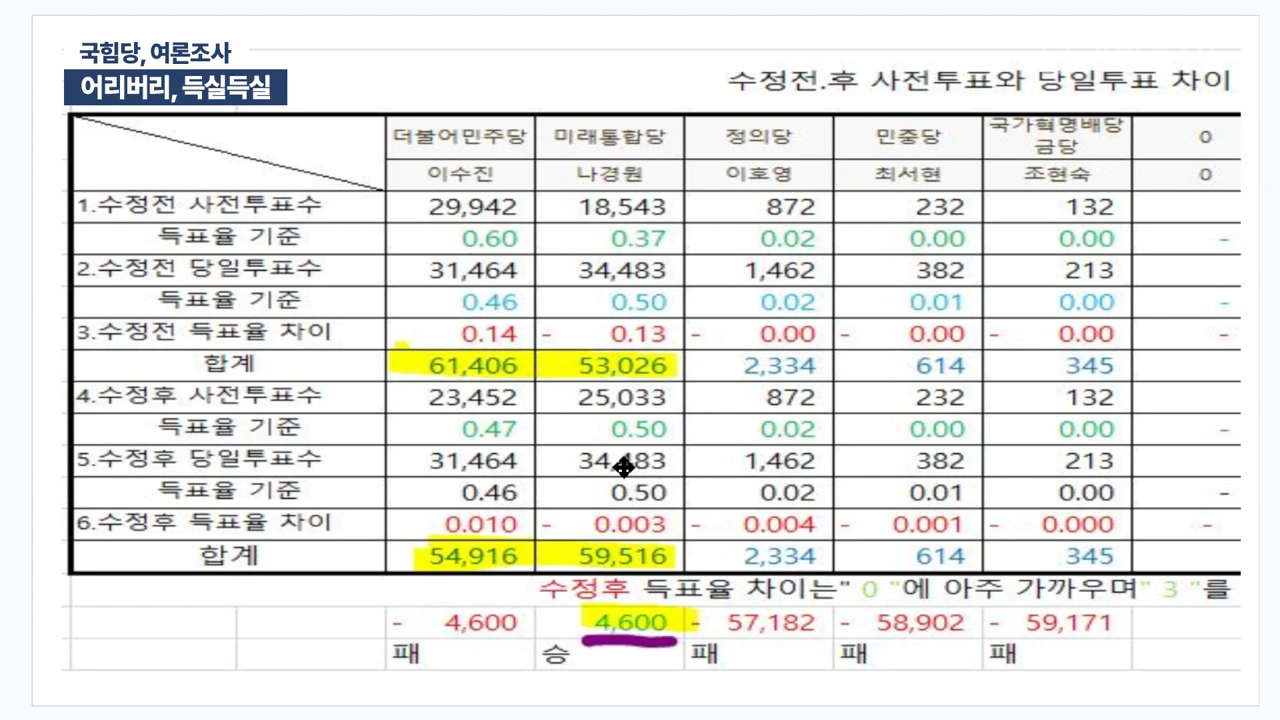 국힘당, 여론조사
어리버리, 득실득실
수정전.후 사전투표와 당일투표 차이
더불어민주당 미래통합당 정의당 민중당 국가혁명배당금당 0
이수진 나경원 이호영 최서현 조현숙 0
1.수정전 사전투표수 29,942 18,543 872 232 132
득표율 기준 0.60 0.37 0.02 0.00 0.00 -
2.수정전 당일투표수 31,464 34,483 1,462 382 213
득표율 기준 0.46 0.50 0.02 0.01 0.00 -
3.수정전 득표율 차이 0.14 - 0.13 - 0.00 - 0.00 - 0.00 -
합계 61,406 53,026 2,334 614 345
4.수정후 사전투표수 23,452 25,033 872 232 132
득표율 기준 0.47 0.50 0.02 0.00 0.00 -
5.수정후 당일투표수 31,464 34,483 1,462 382 213
득표율 기준 0.46 0.50 0.02 0.01 0.00 -
6.수정후 득표율 차이 0.010 - 0.003 - 0.004 - 0.001 - 0.000 -
합계 54,916 59,516 2,334 614 345
수정후 득표율 차이는" 0 "에 아주 가까우며" 3 "를
- 4,600 4,600 - 57,182 - 58,902 - 59,171
패 승 패 패 패